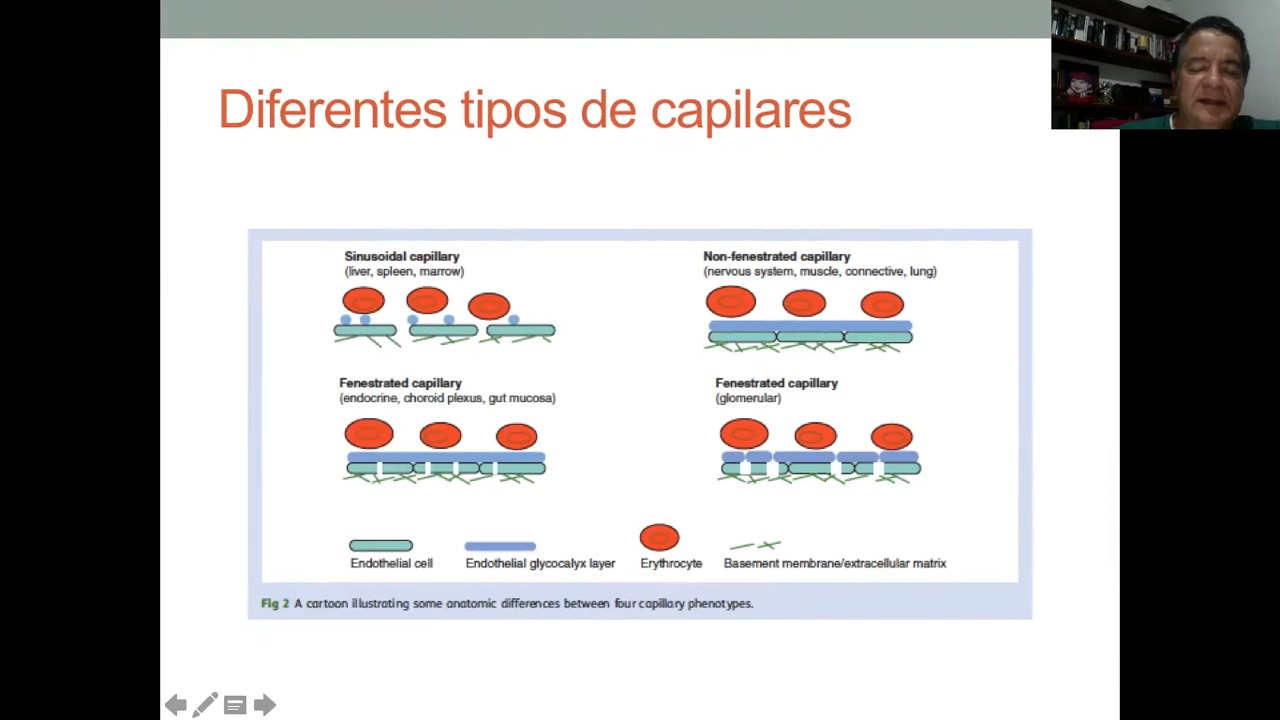 Diferentes tipos de capilares
Sinusoidal capillary
(liver, spleen, marrow)
Non-fenestrated capillary
(nervous system, muscle, connective, lung)
Fenestrated capillary
(endocrine, choroid plexus, gut mucosa)
Fenestrated capillary
(glomerular)
Endothelial cell
Endothelial glycocalyx layer
Erythrocyte
Basement membrane/extracellular matrix
Fig 2 A cartoon illustrating some anatomic differences between four capillary phenotypes.